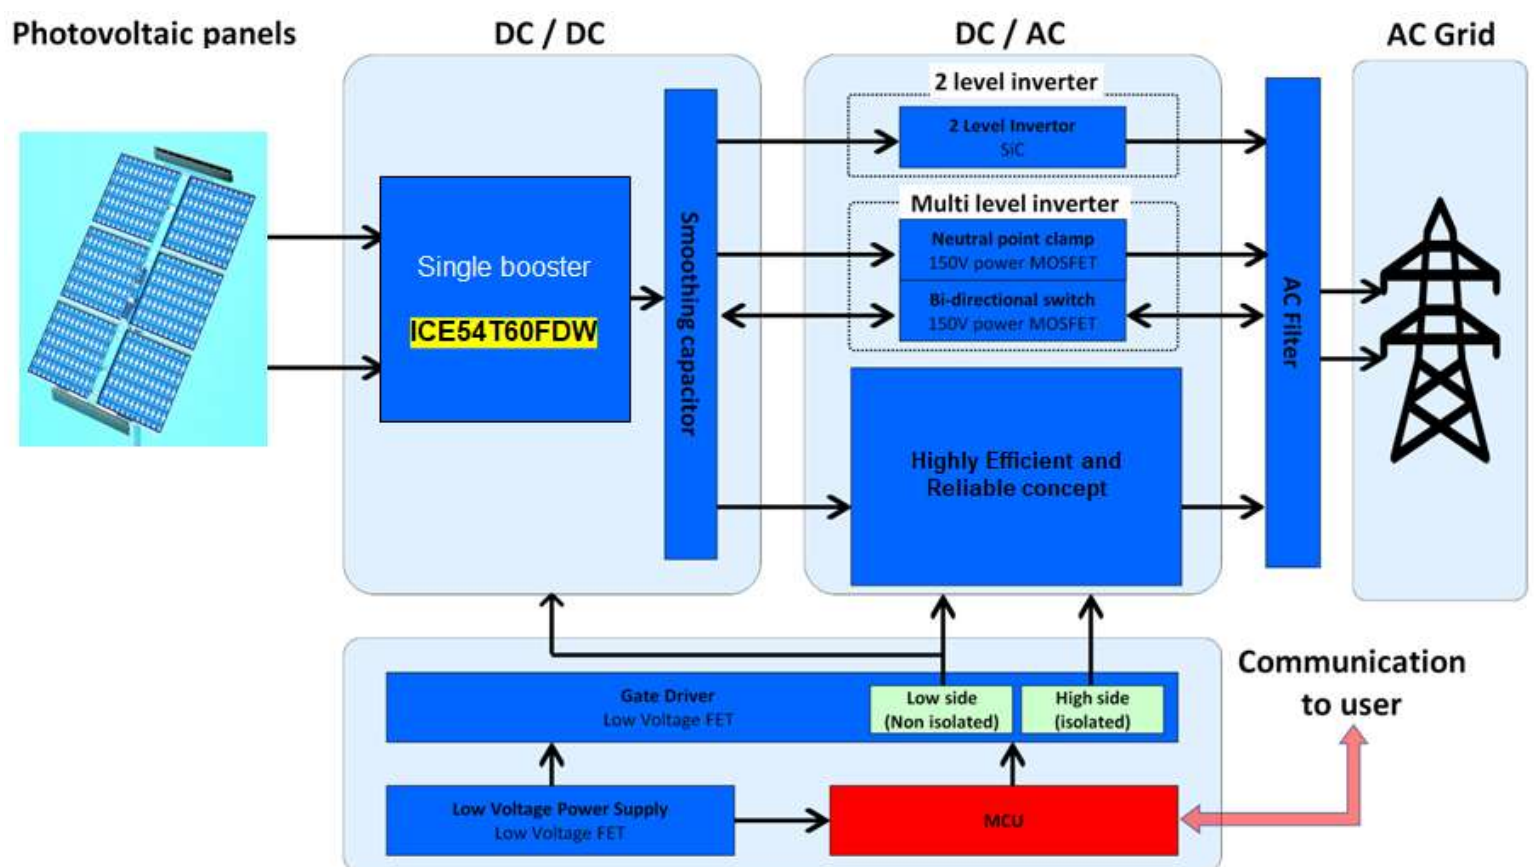 Photovoltaic panels
DC / DC
DC / AC
AC Grid
2 level inverter
2 Level Invertor
SiC
Multi level inverter
Neutral point clamp
150V power MOSFET
Bi-directional switch
150V power MOSFET
Single booster
ICE54T60FDW
Smoothing capacitor
AC Filter
Highly Efficient and
Reliable concept
Gate Driver
Low Voltage FET
Low side
(Non isolated)
High side
(isolated)
Communication
to user
Low Voltage Power Supply
Low Voltage FET
MCU